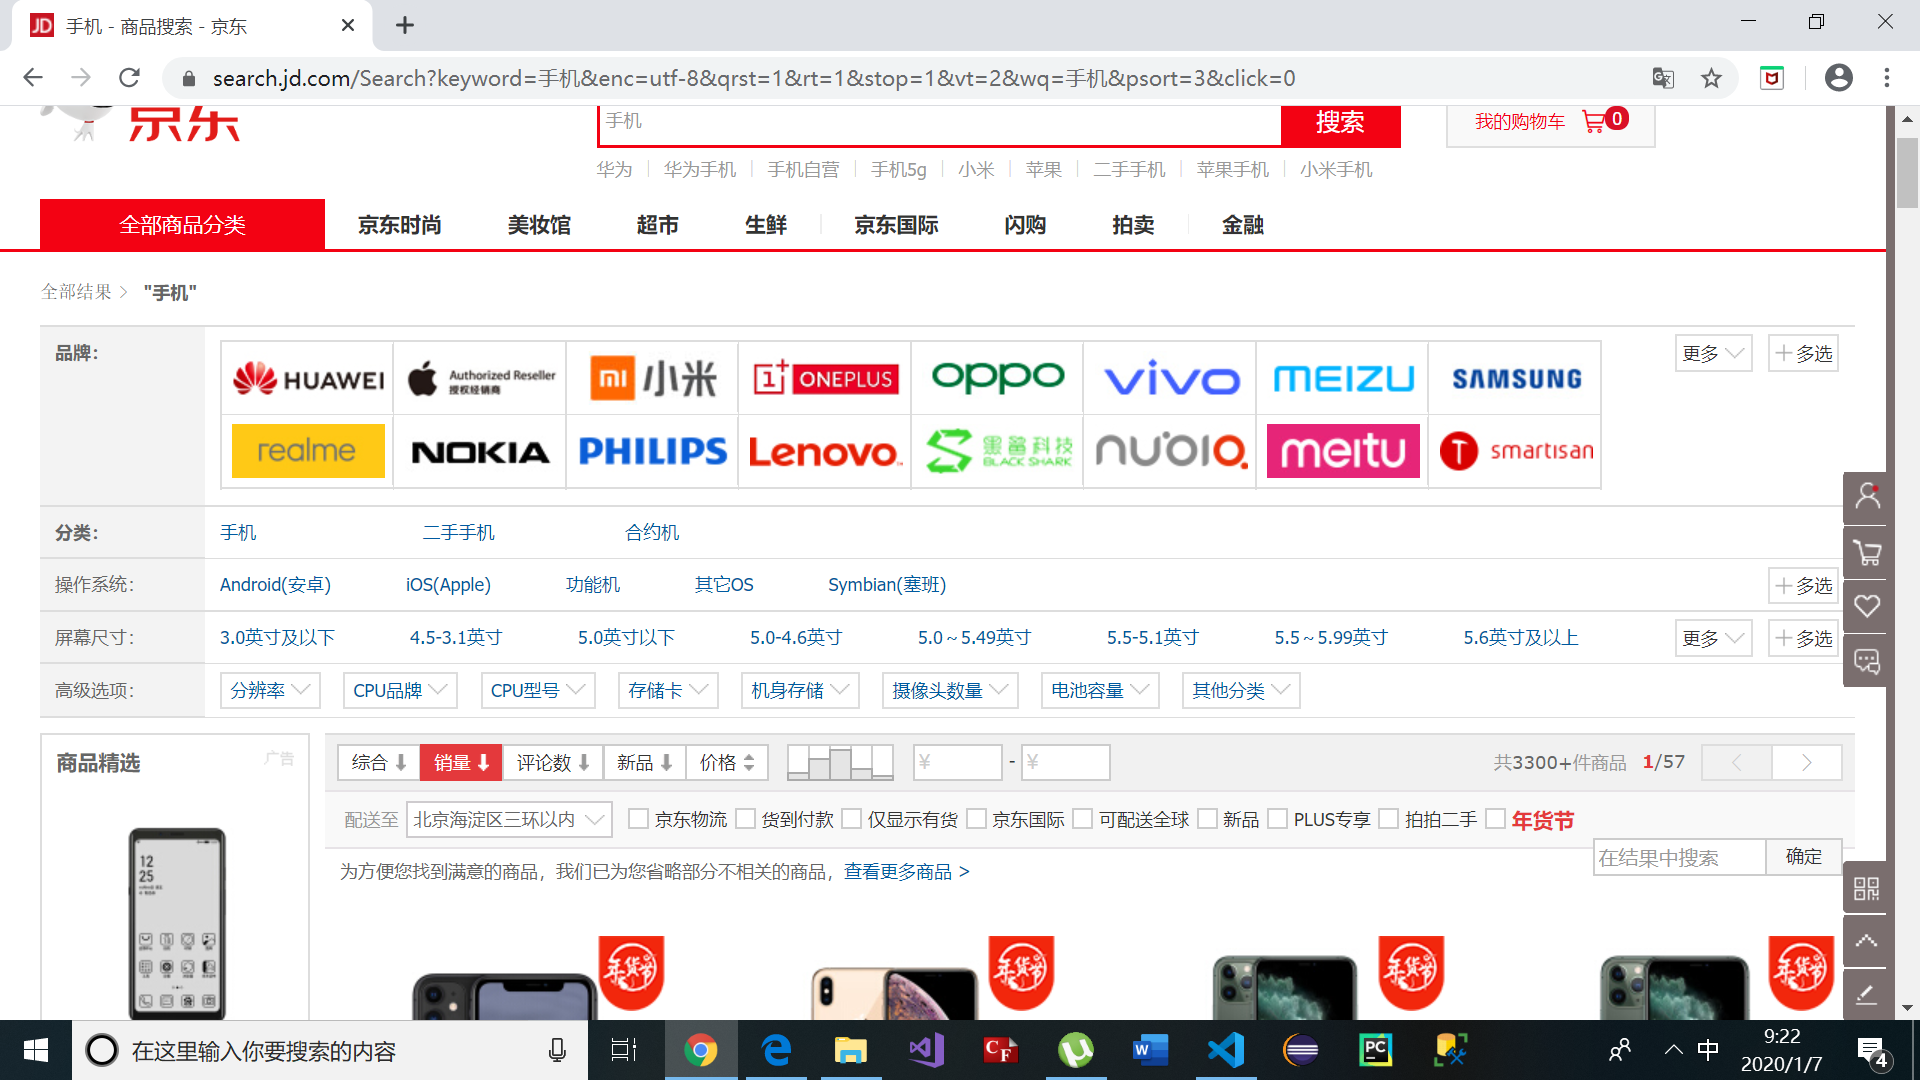 手机 - 商品搜索 - 京东
search.jd.com/Search?keyword=手机&enc=utf-8&qrst=1&rt=1&stop=1&vt=2&wq=手机&psort=3&click=0
京东
手机
搜索
我的购物车 0
华为 华为手机 手机自营 手机5g 小米 苹果 二手手机 苹果手机 小米手机
全部商品分类 京东时尚 美妆馆 超市 生鲜 京东国际 闪购 拍卖 金融
全部结果 > "手机"
品牌：
HUAWEI Authorized Reseller 授权经销商 小米 ONEPLUS OPPO vivo MEIZU SAMSUNG
更多 多选
realme NOKIA PHILIPS Lenovo 黑鲨科技 BLACK SHARK nubia meitu smartisan
分类： 手机 二手手机 合约机
操作系统： Android(安卓) iOS(Apple) 功能机 其它OS Symbian(塞班) 多选
屏幕尺寸： 3.0英寸及以下 4.5-3.1英寸 5.0英寸以下 5.0-4.6英寸 5.0～5.49英寸 5.5-5.1英寸 5.5～5.99英寸 5.6英寸及以上 更多 多选
高级选项： 分辨率 CPU品牌 CPU型号 存储卡 机身存储 摄像头数量 电池容量 其他分类
商品精选 广告
综合 销量 评论数 新品 价格 ¥ - ¥ 共3300+件商品 1/57
配送至 北京海淀区三环以内 京东物流 货到付款 仅显示有货 京东国际 可配送全球 新品 PLUS专享 拍拍二手 年货节
在结果中搜索 确定
为方便您找到满意的商品，我们已为您省略部分不相关的商品，查看更多商品 >
12
25
年货节 年货节 年货节 年货节
在这里输入你要搜索的内容
中
9:22
2020/1/7
4